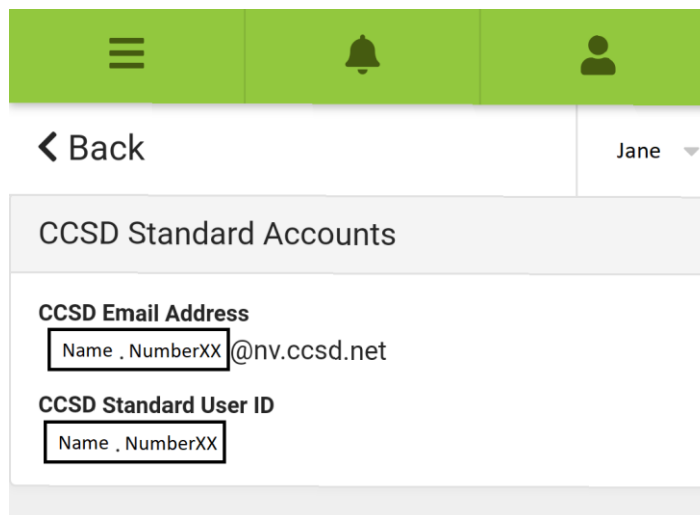 Back
Jane
CCSD Standard Accounts
CCSD Email Address
Name . NumberXX @nv.ccsd.net
CCSD Standard User ID
Name . NumberXX